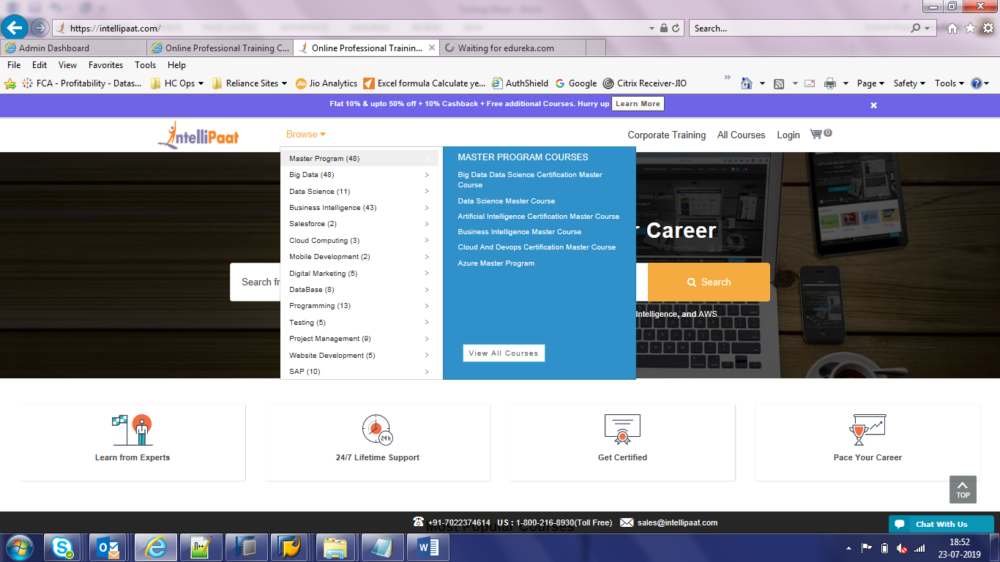 https://intellipaat.com/
Search...
Admin Dashboard
Online Professional Training C...
Online Professional Trainin...
Waiting for edureka.com
File Edit View Favorites Tools Help
FCA - Profitability - Datas...
HC Ops
Reliance Sites
Jio Analytics
Excel formula Calculate ye...
AuthShield
Google
Citrix Receiver-JIO
Page
Safety
Tools
Flat 10% & upto 50% off + 10% Cashback + Free additional Courses. Hurry up Learn More
IntelliPaat
Browse
Corporate Training
All Courses
Login
0
Master Program (48)
Big Data (48)
Data Science (11)
Business Intelligence (43)
Salesforce (2)
Cloud Computing (3)
Mobile Development (2)
Digital Marketing (5)
DataBase (8)
Programming (13)
Testing (5)
Project Management (9)
Website Development (5)
SAP (10)
MASTER PROGRAM COURSES
Big Data Data Science Certification Master
Course
Data Science Master Course
Artificial Intelligence Certification Master Course
Business Intelligence Master Course
Cloud And Devops Certification Master Course
Azure Master Program
View All Courses
r Career
Search fr
Search
Intelligence, and AWS
Learn from Experts
24h
24/7 Lifetime Support
Get Certified
Pace Your Career
TOP
Most Popular Courses
+91-7022374614 US : 1-800-216-8930(Toll Free) sales@intellipaat.com
Chat With Us
18:52
23-07-2019